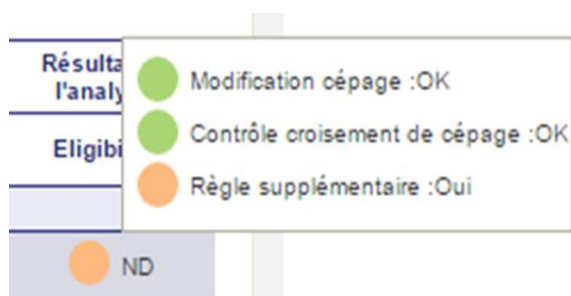 Résulta
l'analy
Eligibi
Modification cépage :OK
Contrôle croisement de cépage :OK
Règle supplémentaire :Oui
ND